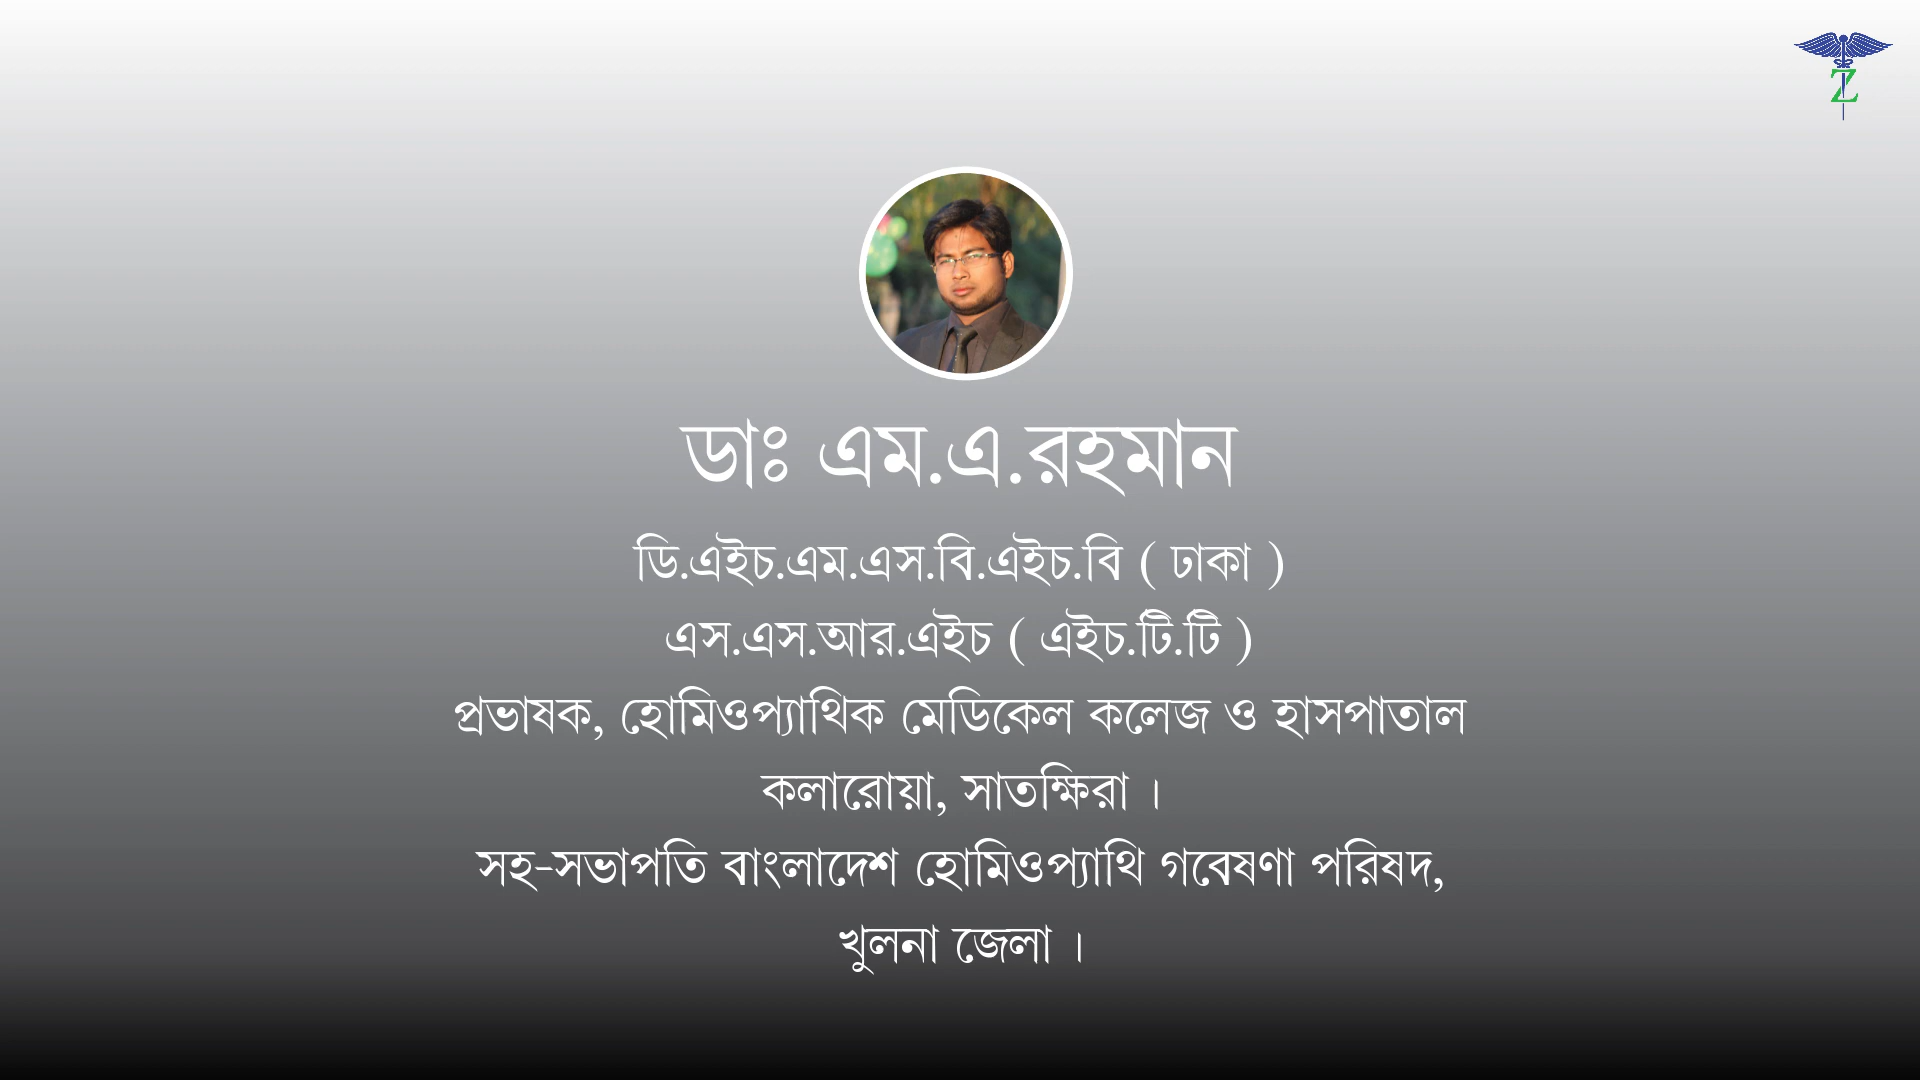 Z
ডাঃ এম.এ.রহমান
ডি.এইচ.এম.এস.বি.এইচ.বি ( ঢাকা )
এস.এস.আর.এইচ ( এইচ.টি.টি )
প্রভাষক, হোমিওপ্যাথিক মেডিকেল কলেজ ও হাসপাতাল
কলারোয়া, সাতক্ষিরা ।
সহ-সভাপতি বাংলাদেশ হোমিওপ্যাথি গবেষণা পরিষদ,
খুলনা জেলা ।